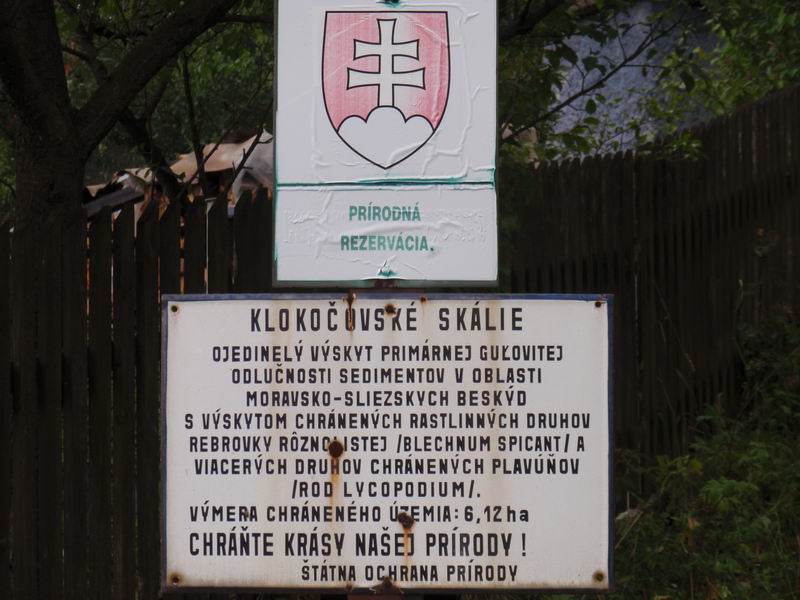 PRÍRODNÁ
REZERVÁCIA.
KLOKOČOVSKÉ SKÁLIE
OJEDINELÝ VÝSKYT PRIMÁRNEJ GUĽOVITEJ
ODLUČNOSTI SEDIMENTOV V OBLASTI
MORAVSKO-SLIEZSKYCH BESKÝD
S VÝSKYTOM CHRÁNENÝCH RASTLINNÝCH DRUHOV
REBROVKY RÔZNOLISTEJ /BLECHNUM SPICANT/ A
VIACERÝCH DRUHOV CHRÁNENÝCH PLAVÚŇOV
/ROD LYCOPODIUM/.
VÝMERA CHRÁNENÉHO ÚZEMIA: 6,12 ha
CHRÁŇTE KRÁSY NAŠEJ PRÍRODY!
ŠTÁTNA OCHRANA PRÍRODY